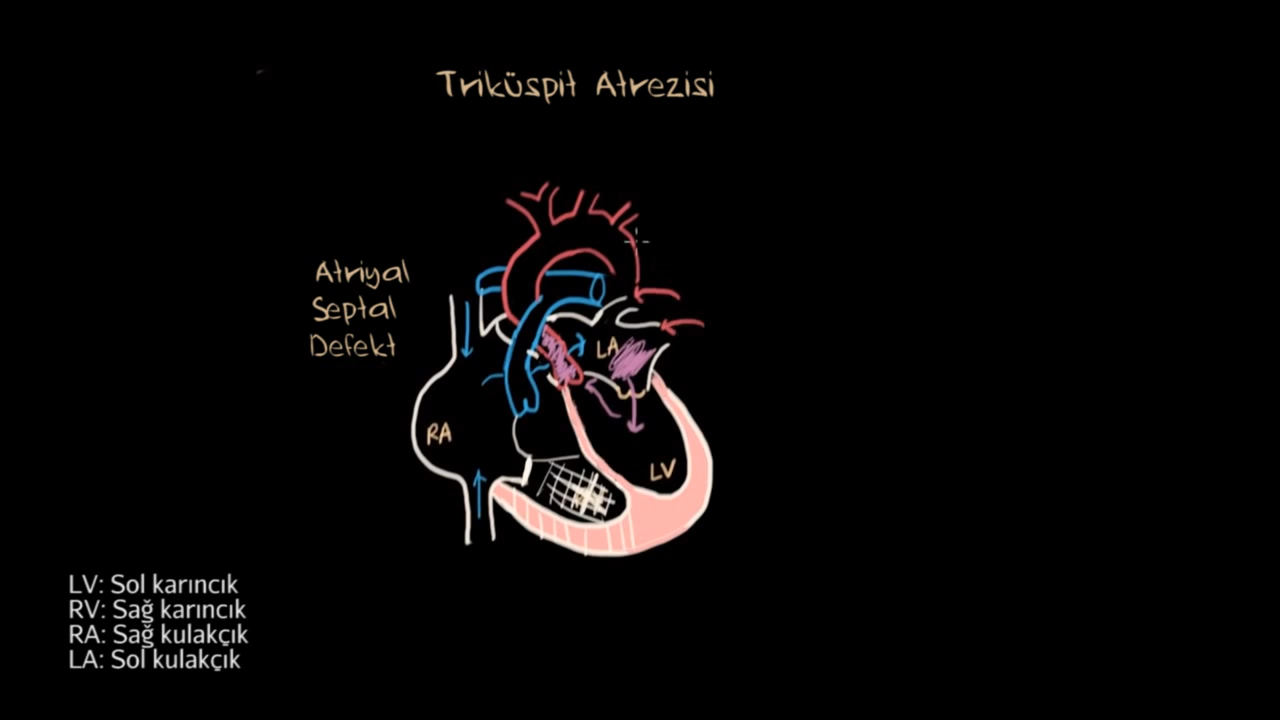 Triküspit Atrezisi
Atriyal
Septal
Defekt
LA
RA
LV
LV: Sol karıncık
RV: Sağ karıncık
RA: Sağ kulakçık
LA: Sol kulakçık